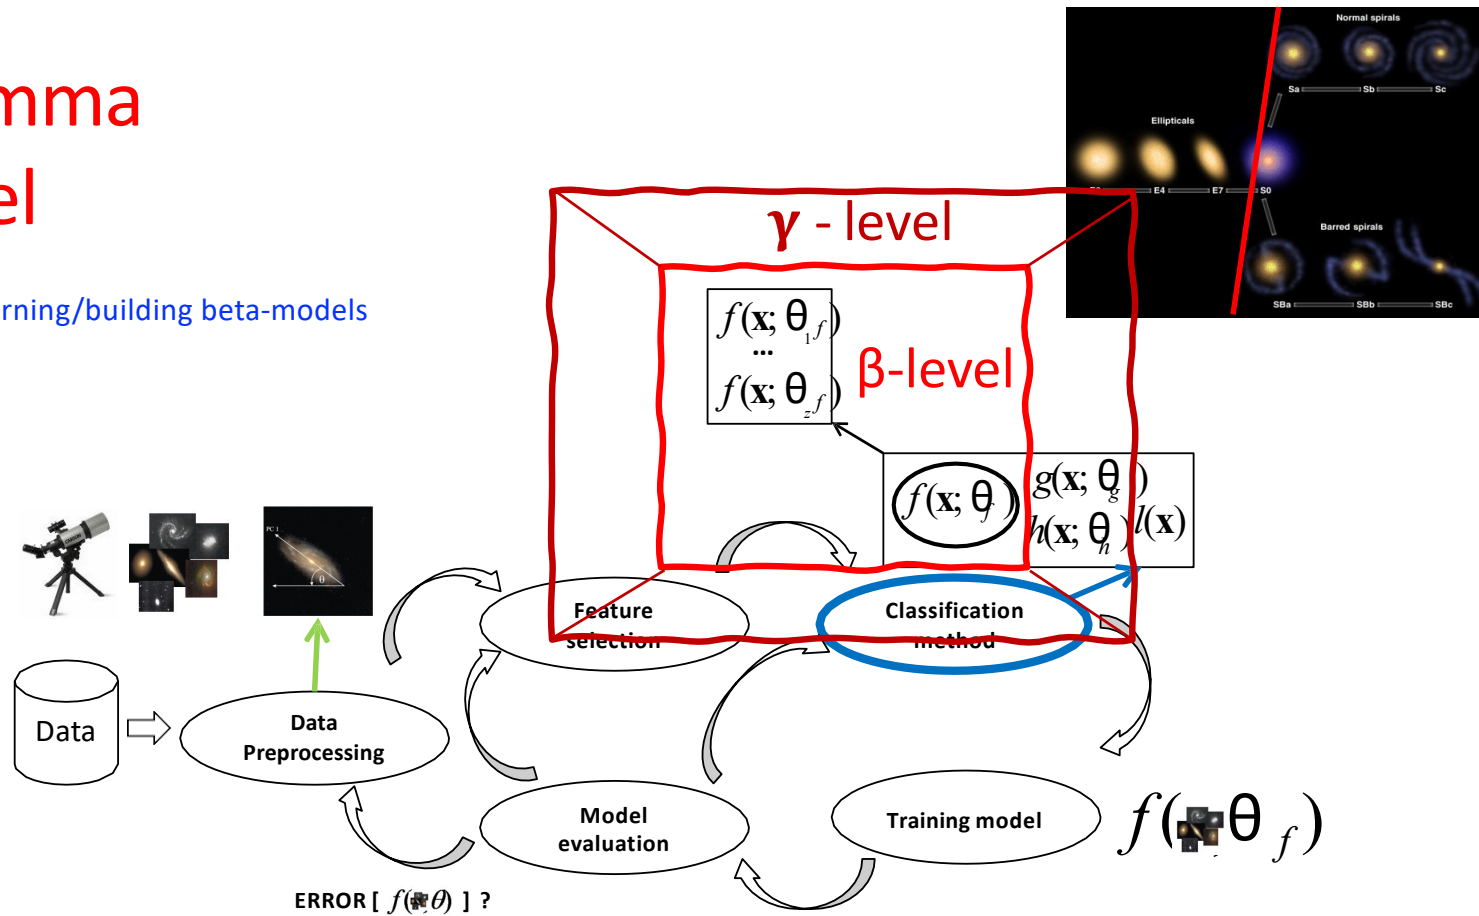 mma
el
rning/building beta-models
Normal spirals
Sa Sb Sc
Ellipticals
E4 E7 S0
Barred spirals
SBa SBb SBc
γ - level
f(x; θ1f)
...
f(x; θzf)
β-level
f(x; θf) g(x; θg)
h(x; θh) l(x)
PC 1
θ
Feature
selection
Classification
method
Data
Data
Preprocessing
Model
evaluation
Training model
f( θ f)
ERROR [ f( θ) ] ?